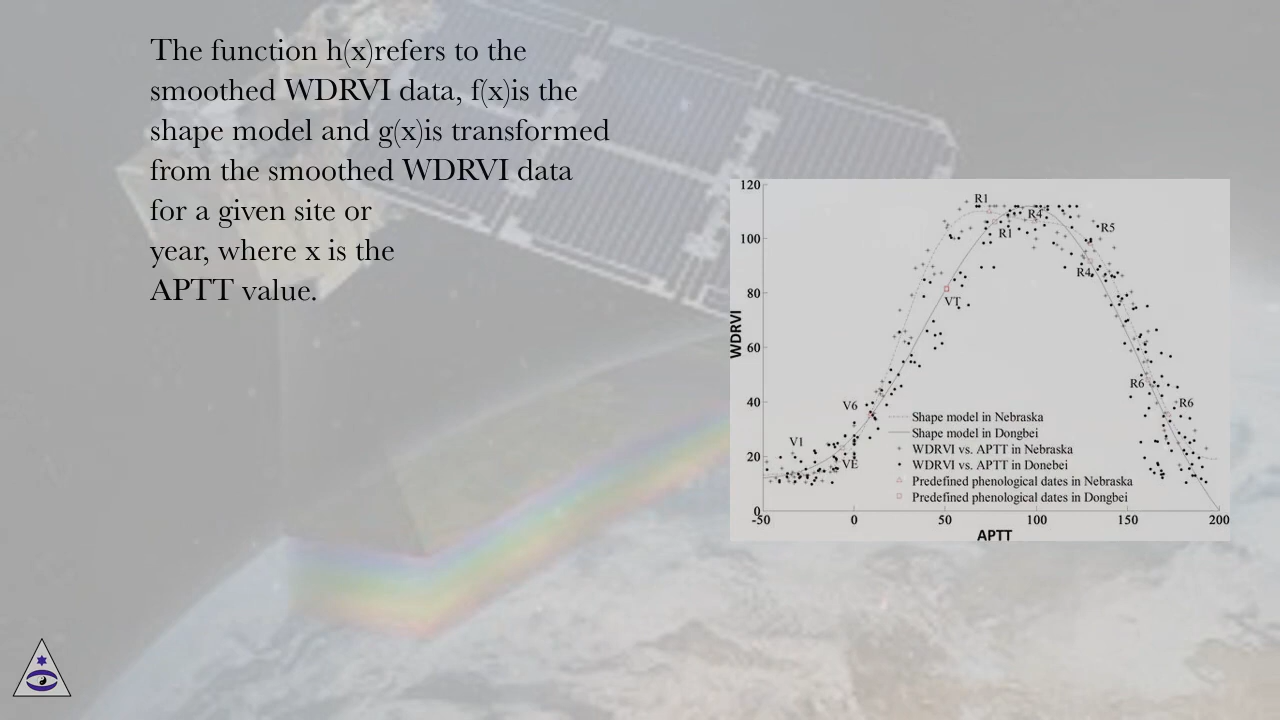 The function h(x)refers to the
smoothed WDRVI data, f(x)is the
shape model and g(x)is transformed
from the smoothed WDRVI data
for a given site or
year, where x is the
APTT value.
120
100
80
60
40
20
0
WDRVI
-50
0
50
100
150
200
APTT
R1
R4
R1
R5
R4
VT
R6
R6
V6
V1
VE
Shape model in Nebraska
Shape model in Dongbei
WDRVI vs. APTT in Nebraska
WDRVI vs. APTT in Donebei
Predefined phenological dates in Nebraska
Predefined phenological dates in Dongbei